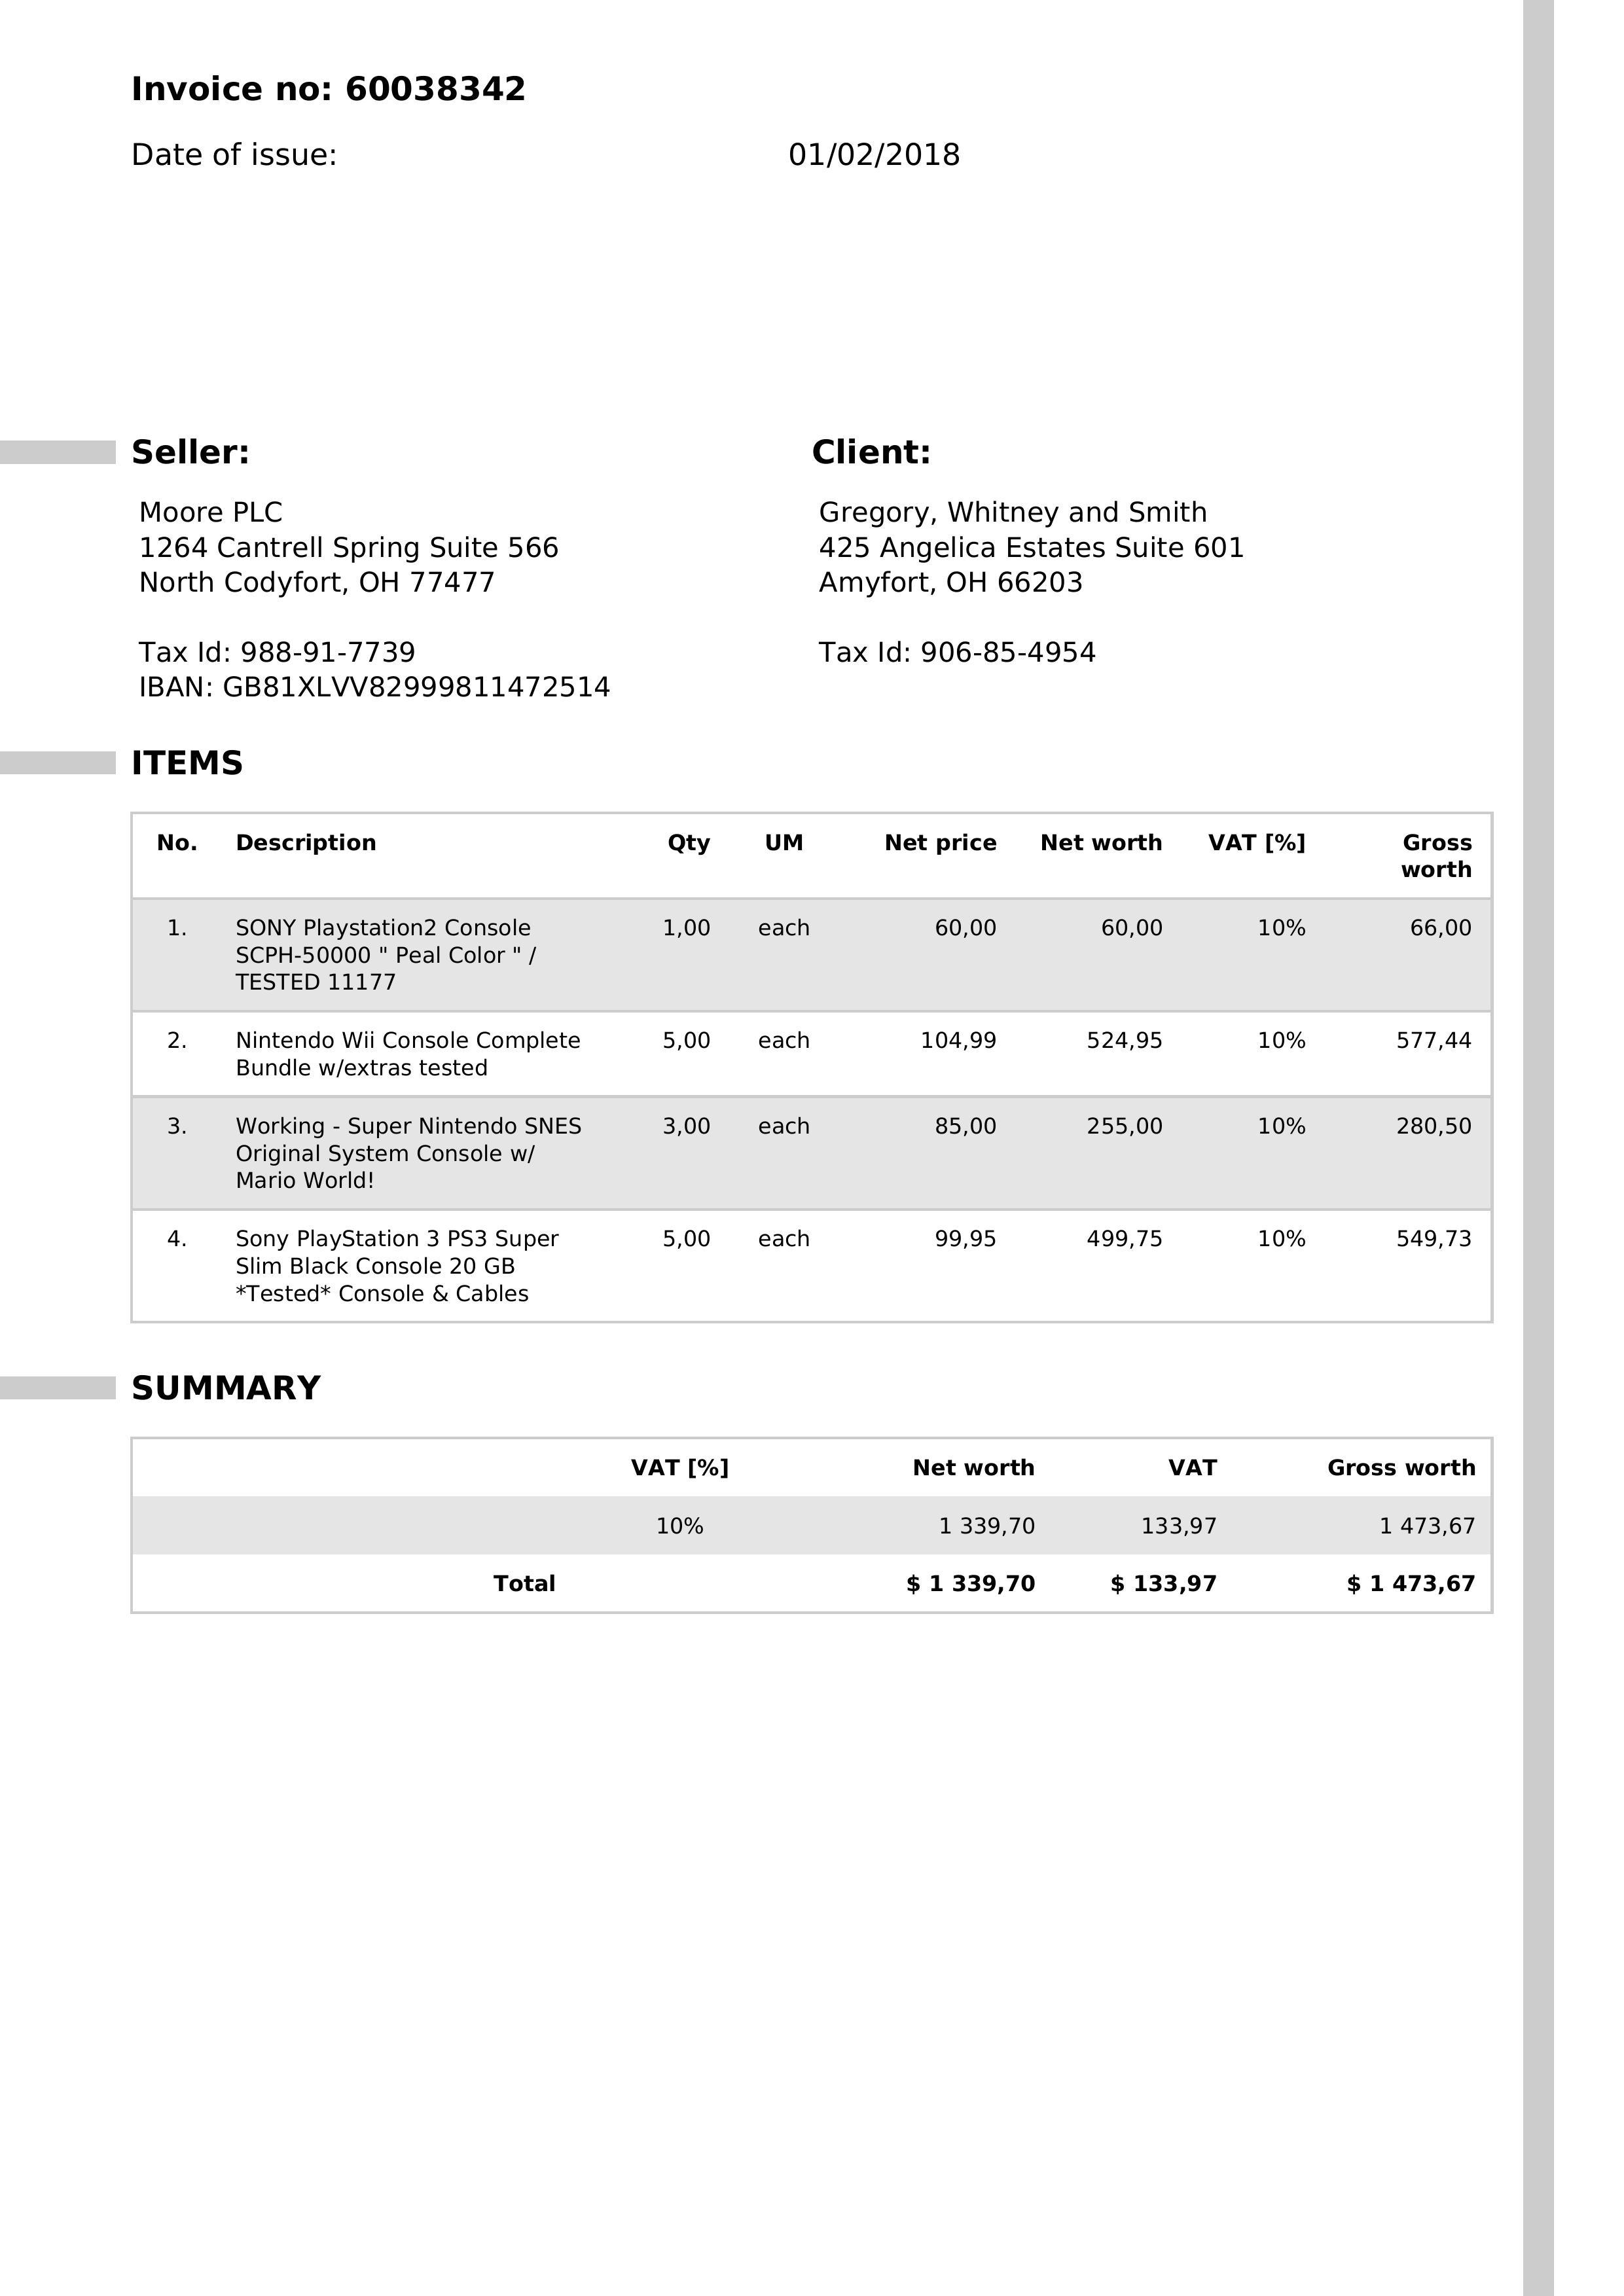 Invoice no: 60038342
Date of issue: 01/02/2018
Seller:
Moore PLC
1264 Cantrell Spring Suite 566
North Codyfort, OH 77477
Tax Id: 988-91-7739
IBAN: GB81XLVV82999811472514
Client:
Gregory, Whitney and Smith
425 Angelica Estates Suite 601
Amyfort, OH 66203
Tax Id: 906-85-4954
ITEMS
No. Description Qty UM Net price Net worth VAT [%] Gross
worth
1. SONY Playstation2 Console 1,00 each 60,00 60,00 10% 66,00
SCPH-50000 " Peal Color " /
TESTED 11177
2. Nintendo Wii Console Complete 5,00 each 104,99 524,95 10% 577,44
Bundle w/extras tested
3. Working - Super Nintendo SNES 3,00 each 85,00 255,00 10% 280,50
Original System Console w/
Mario World!
4. Sony PlayStation 3 PS3 Super 5,00 each 99,95 499,75 10% 549,73
Slim Black Console 20 GB
*Tested* Console & Cables
SUMMARY
VAT [%] Net worth VAT Gross worth
10% 1 339,70 133,97 1 473,67
Total $ 1 339,70 $ 133,97 $ 1 473,67